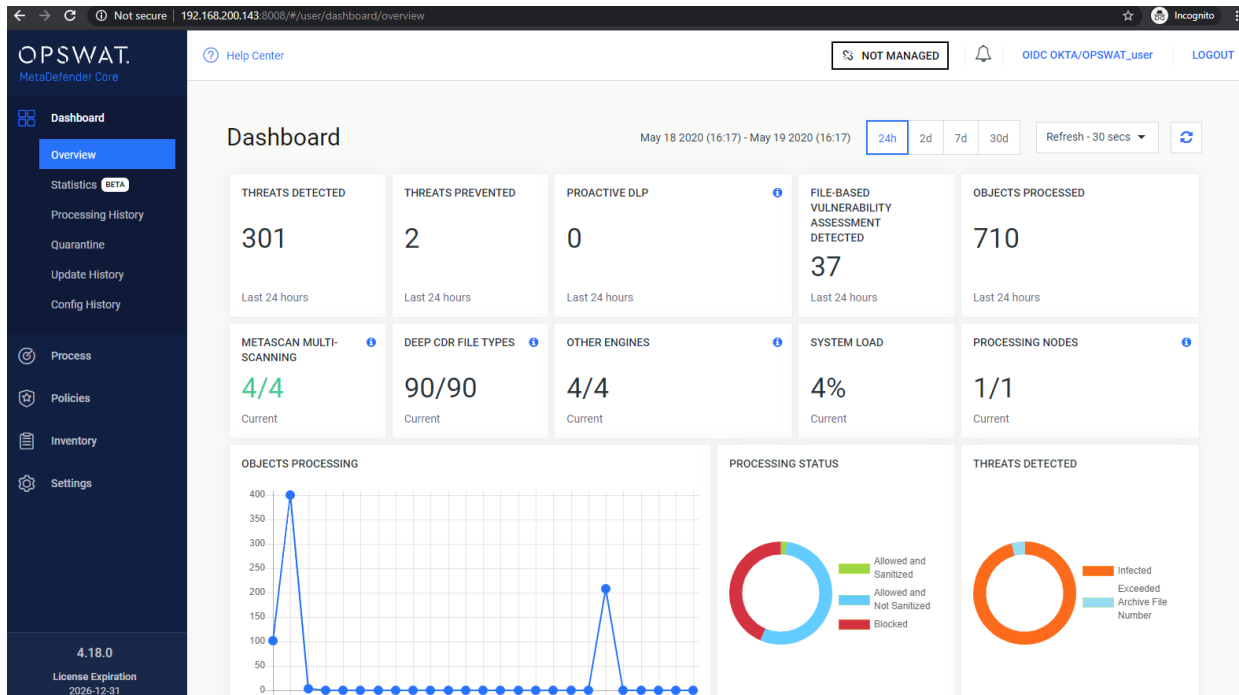 Not secure | 192.168.200.143:8008/#/user/dashboard/overview
Incognito
OPSWAT.
MetaDefender Core
Help Center
NOT MANAGED
OIDC OKTA/OPSWAT_user
LOGOUT
Dashboard
Overview
Statistics BETA
Processing History
Quarantine
Update History
Config History
Process
Policies
Inventory
Settings
4.18.0
License Expiration
2026-12-31
Dashboard
May 18 2020 (16:17) - May 19 2020 (16:17)
24h
2d
7d
30d
Refresh - 30 secs
THREATS DETECTED
301
Last 24 hours
THREATS PREVENTED
2
Last 24 hours
PROACTIVE DLP
0
Last 24 hours
FILE-BASED
VULNERABILITY
ASSESSMENT
DETECTED
37
Last 24 hours
OBJECTS PROCESSED
710
Last 24 hours
METASCAN MULTI-
SCANNING
4/4
Current
DEEP CDR FILE TYPES
90/90
Current
OTHER ENGINES
4/4
Current
SYSTEM LOAD
4%
Current
PROCESSING NODES
1/1
Current
OBJECTS PROCESSING
400
350
300
250
200
150
100
50
0
PROCESSING STATUS
Allowed and
Sanitized
Allowed and
Not Sanitized
Blocked
THREATS DETECTED
Infected
Exceeded
Archive File
Number